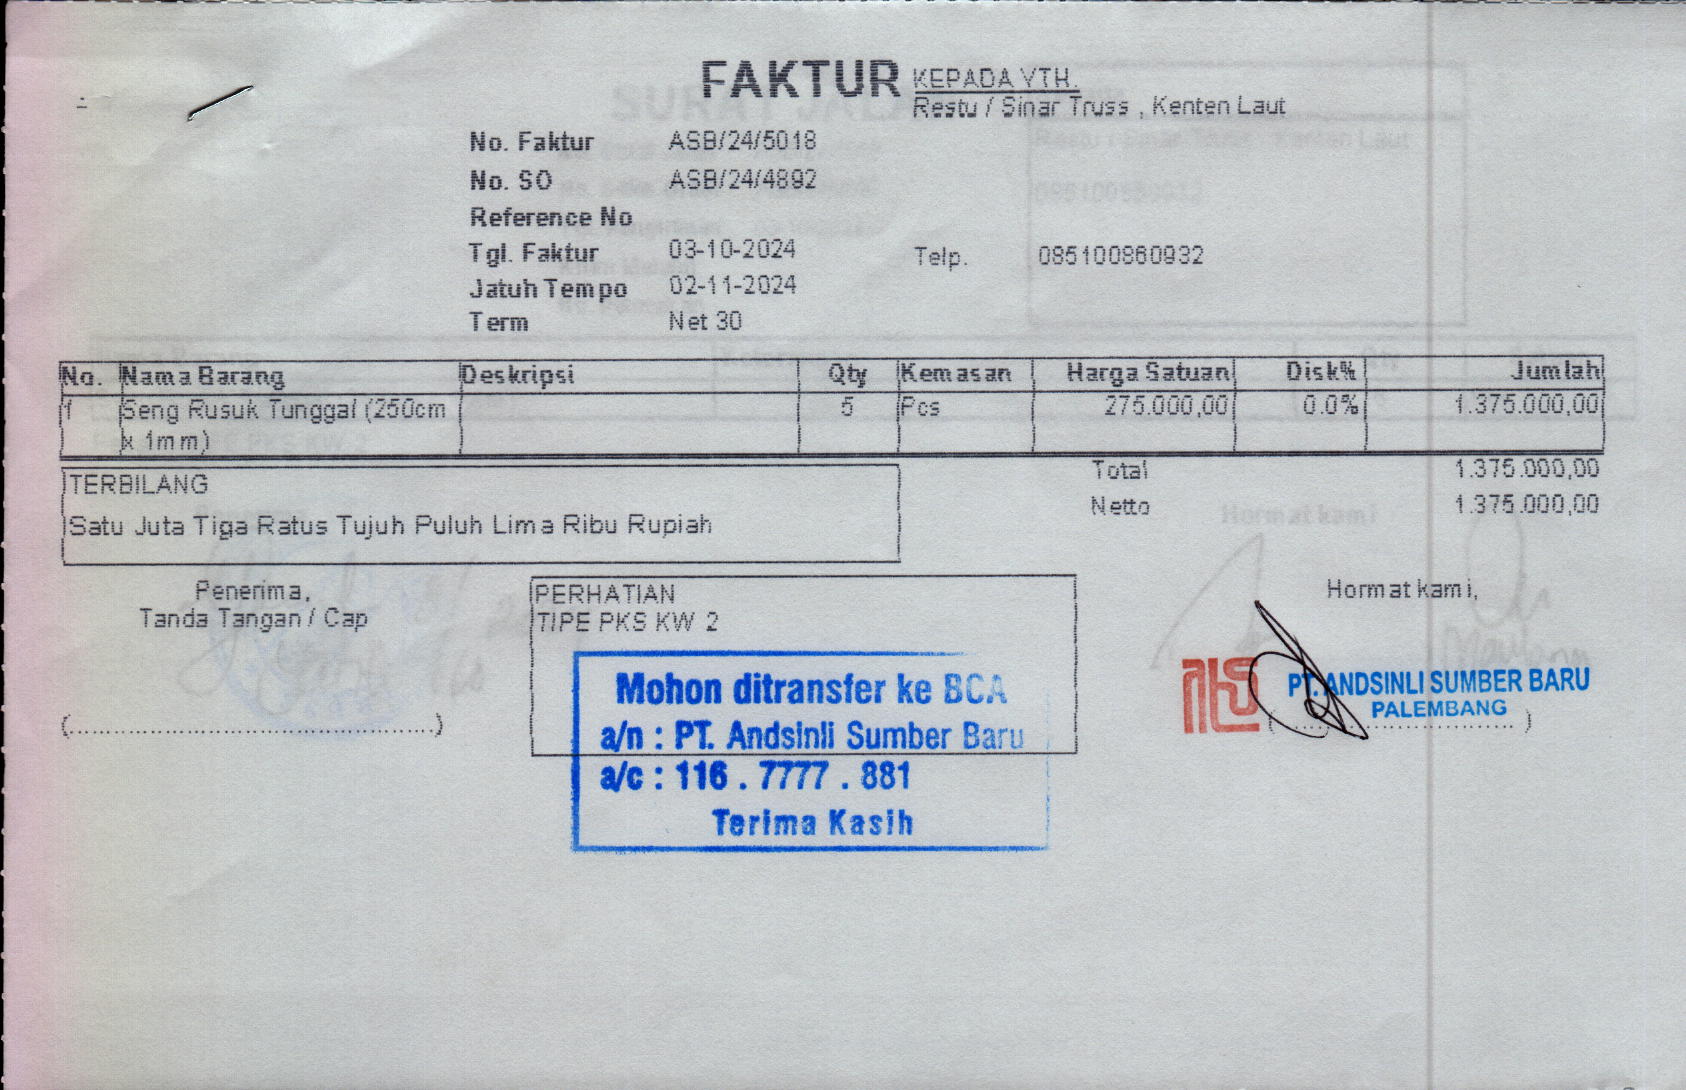 FAKTUR
KEPADA YTH.
Restu / Sinar Truss , Kenten Laut
No. Faktur ASB/24/5018
No. SO ASB/24/4892
Reference No
Tgl. Faktur 03-10-2024 Telp. 085100860932
Jatuh Tempo 02-11-2024
Term Net 30
No. Nama Barang Deskripsi Qty Kemasan Harga Satuan Disk% Jumlah
1 Seng Rusuk Tunggal (250cm 5 Pcs 275.000,00 0.0% 1.375.000,00
x 1mm)
Total 1.375.000,00
TERBILANG
Netto 1.375.000,00
Satu Juta Tiga Ratus Tujuh Puluh Lima Ribu Rupiah
Penerima,
Tanda Tangan / Cap
PERHATIAN
TIPE PKS KW 2
Hormat kami,
Mohon ditransfer ke BCA
a/n : PT. Andsinli Sumber Baru
a/c : 116 . 7777 . 881
Terima Kasih
PT. ANDSINLI SUMBER BARU
PALEMBANG
(..........................................................)
(..........................................)